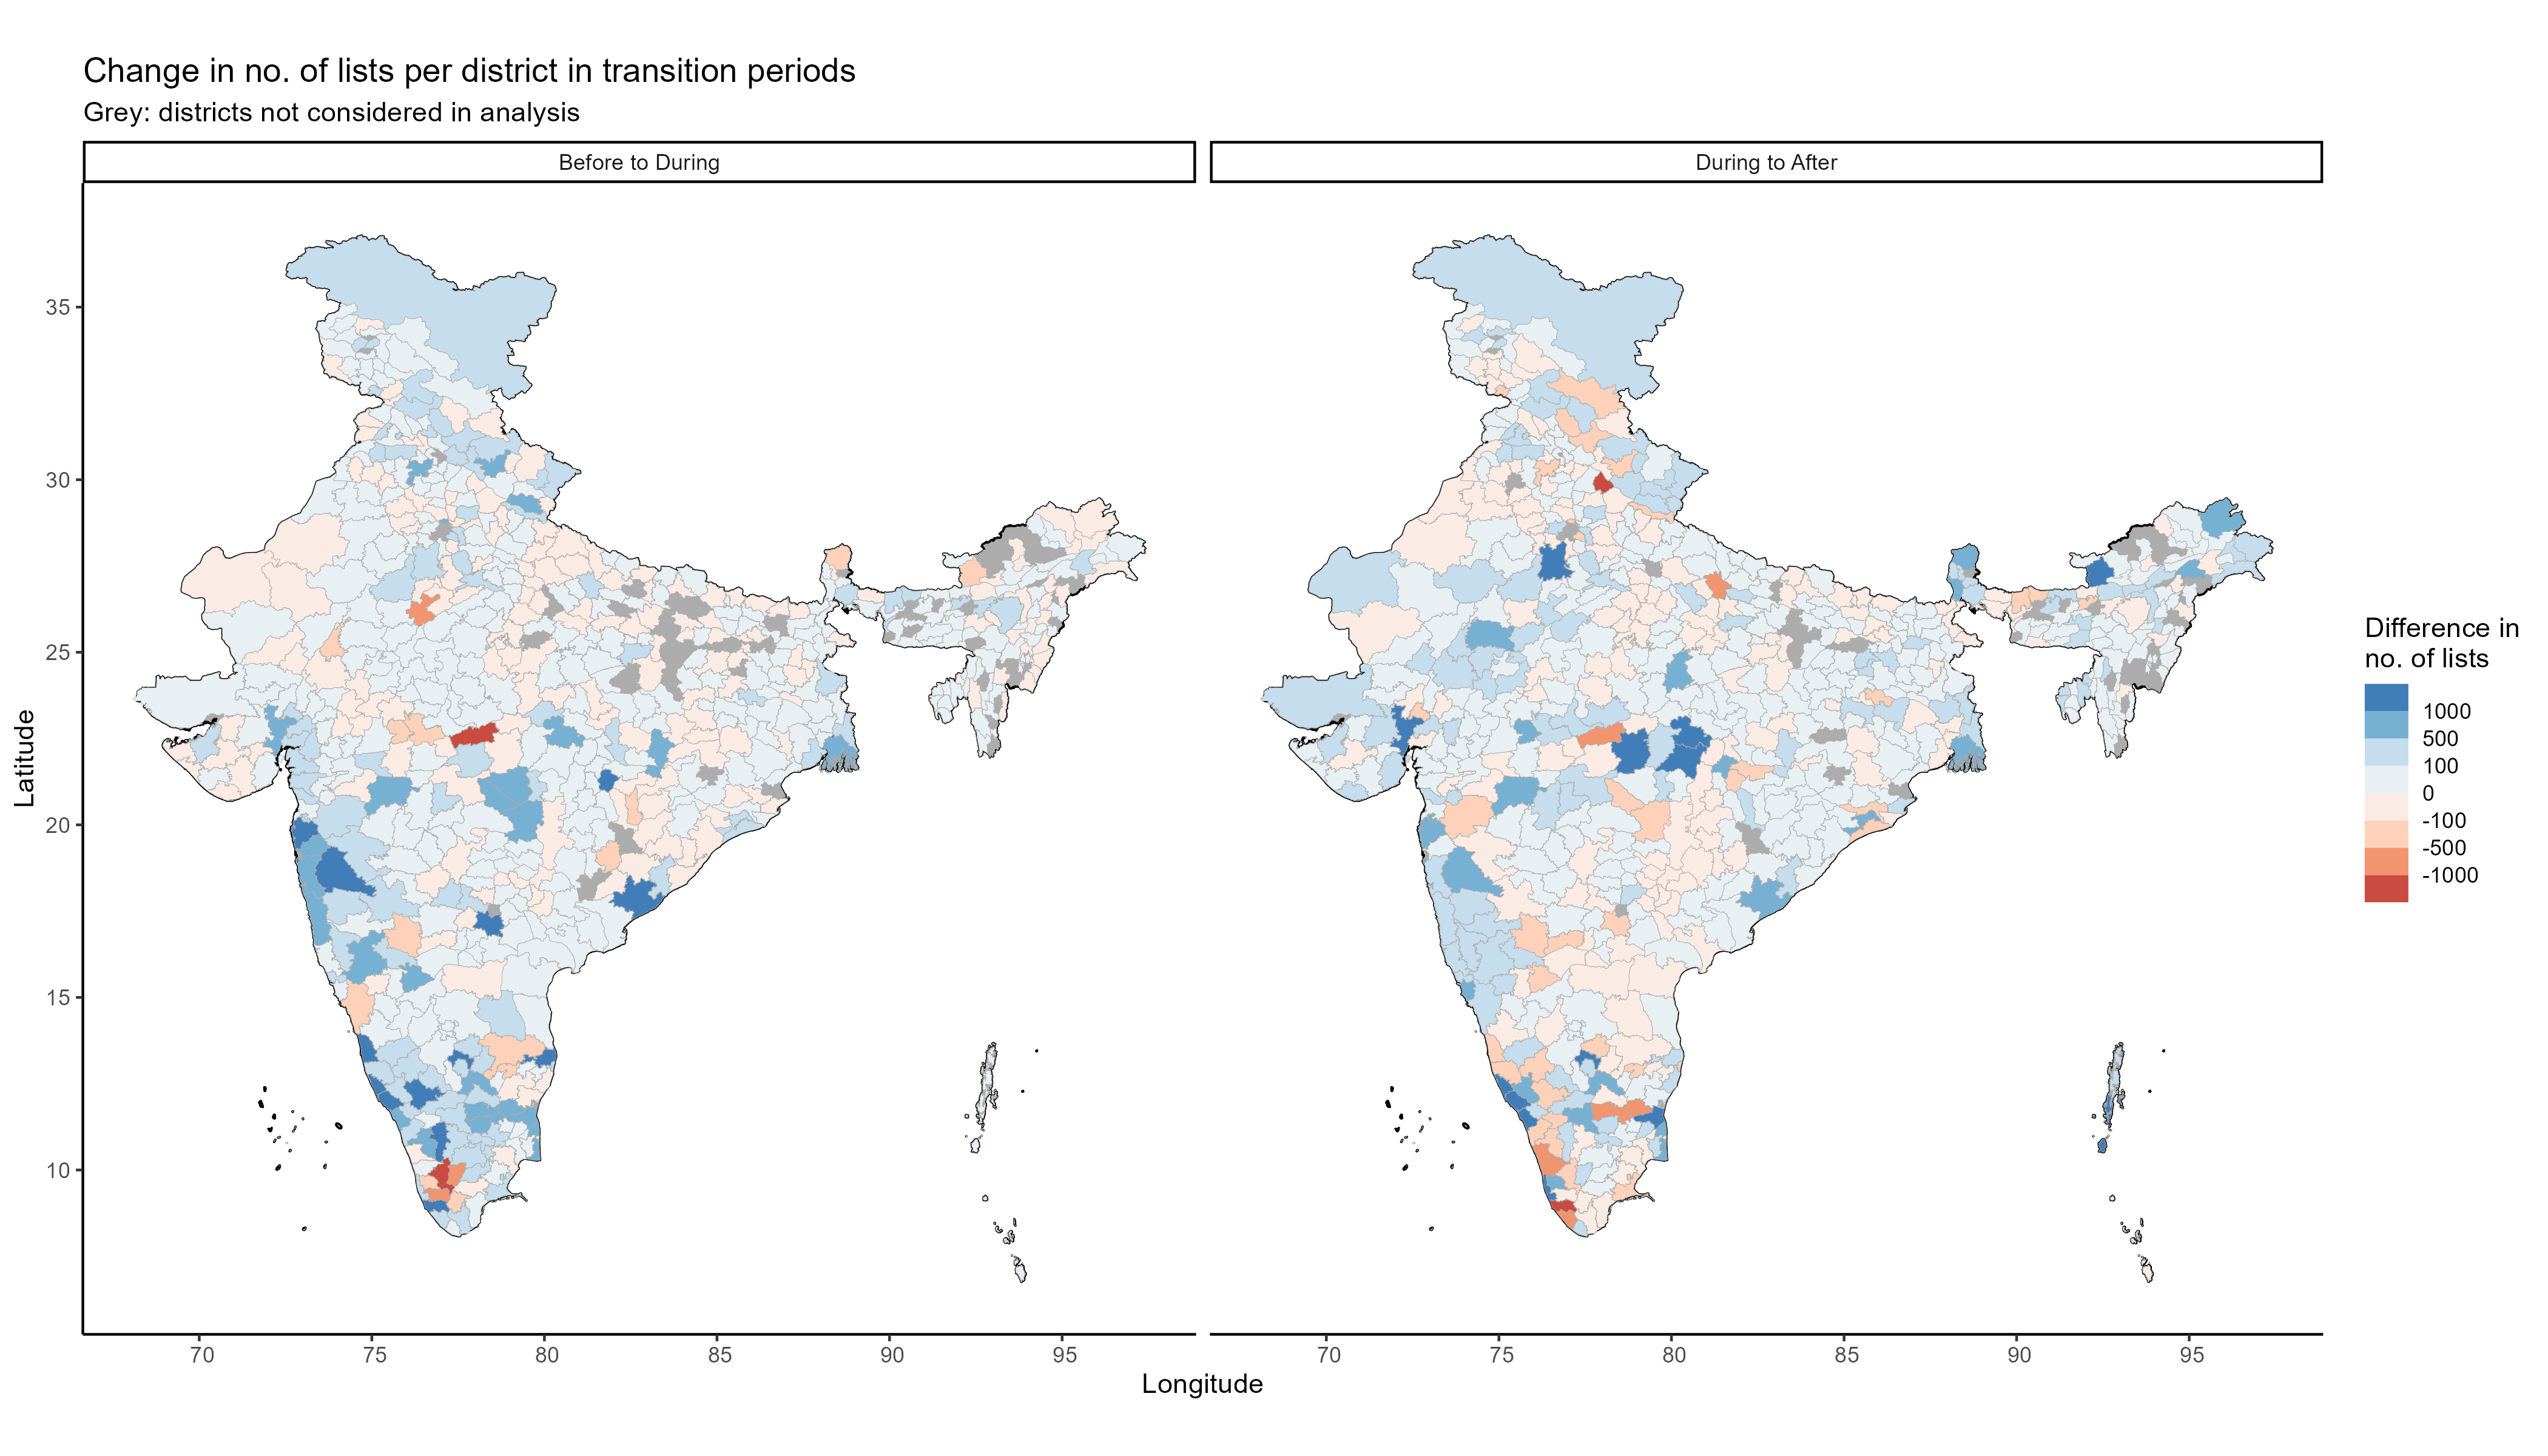 Change in no. of lists per district in transition periods
Grey: districts not considered in analysis
Before to During
During to After
35
30
25
20
15
10
Latitude
70 75 80 85 90 95
70 75 80 85 90 95
Longitude
Difference in
no. of lists
1000
500
100
0
-100
-500
-1000